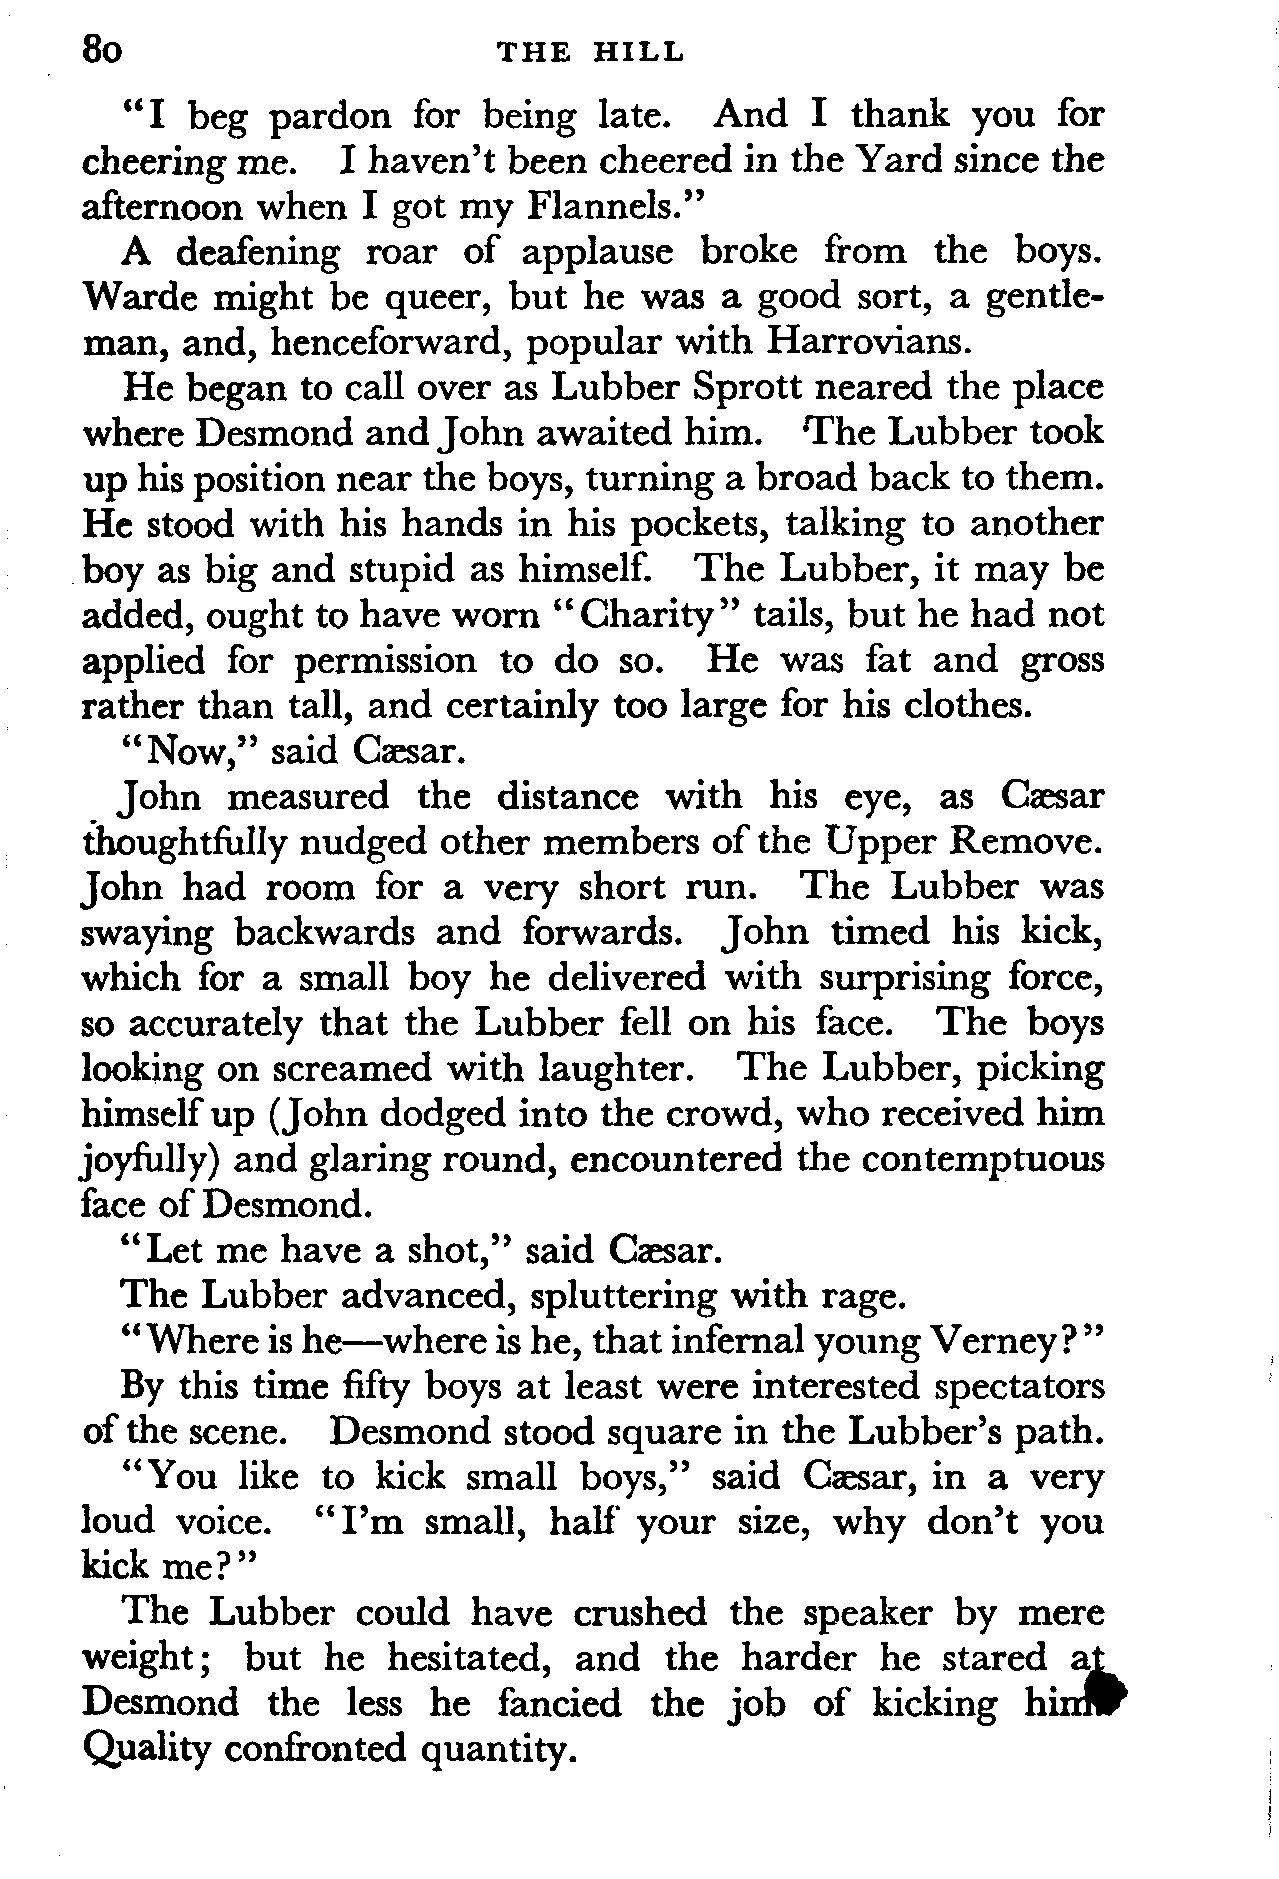 80 THE HILL
“I beg pardon for being late. And I thank you for
cheering me. I haven’t been cheered in the Yard since the
afternoon when I got my Flannels.”
A deafening roar of applause broke from the boys.
Warde might be queer, but he was a good sort, a gentle-
man, and, henceforward, popular with Harrovians.
He began to call over as Lubber Sprott neared the place
where Desmond and John awaited him. The Lubber took
up his position near the boys, turning a broad back to them.
He stood with his hands in his pockets, talking to another
boy as big and stupid as himself. The Lubber, it may be
added, ought to have worn “Charity” tails, but he had not
applied for permission to do so. He was fat and gross
rather than tall, and certainly too large for his clothes.
“Now,” said Cæsar.
John measured the distance with his eye, as Cæsar
thoughtfully nudged other members of the Upper Remove.
John had room for a very short run. The Lubber was
swaying backwards and forwards. John timed his kick,
which for a small boy he delivered with surprising force,
so accurately that the Lubber fell on his face. The boys
looking on screamed with laughter. The Lubber, picking
himself up (John dodged into the crowd, who received him
joyfully) and glaring round, encountered the contemptuous
face of Desmond.
“Let me have a shot,” said Cæsar.
The Lubber advanced, spluttering with rage.
“Where is he—where is he, that infernal young Verney?”
By this time fifty boys at least were interested spectators
of the scene. Desmond stood square in the Lubber’s path.
“You like to kick small boys,” said Cæsar, in a very
loud voice. “I’m small, half your size, why don’t you
kick me?”
The Lubber could have crushed the speaker by mere
weight; but he hesitated, and the harder he stared at
Desmond the less he fancied the job of kicking him
Quality confronted quantity.